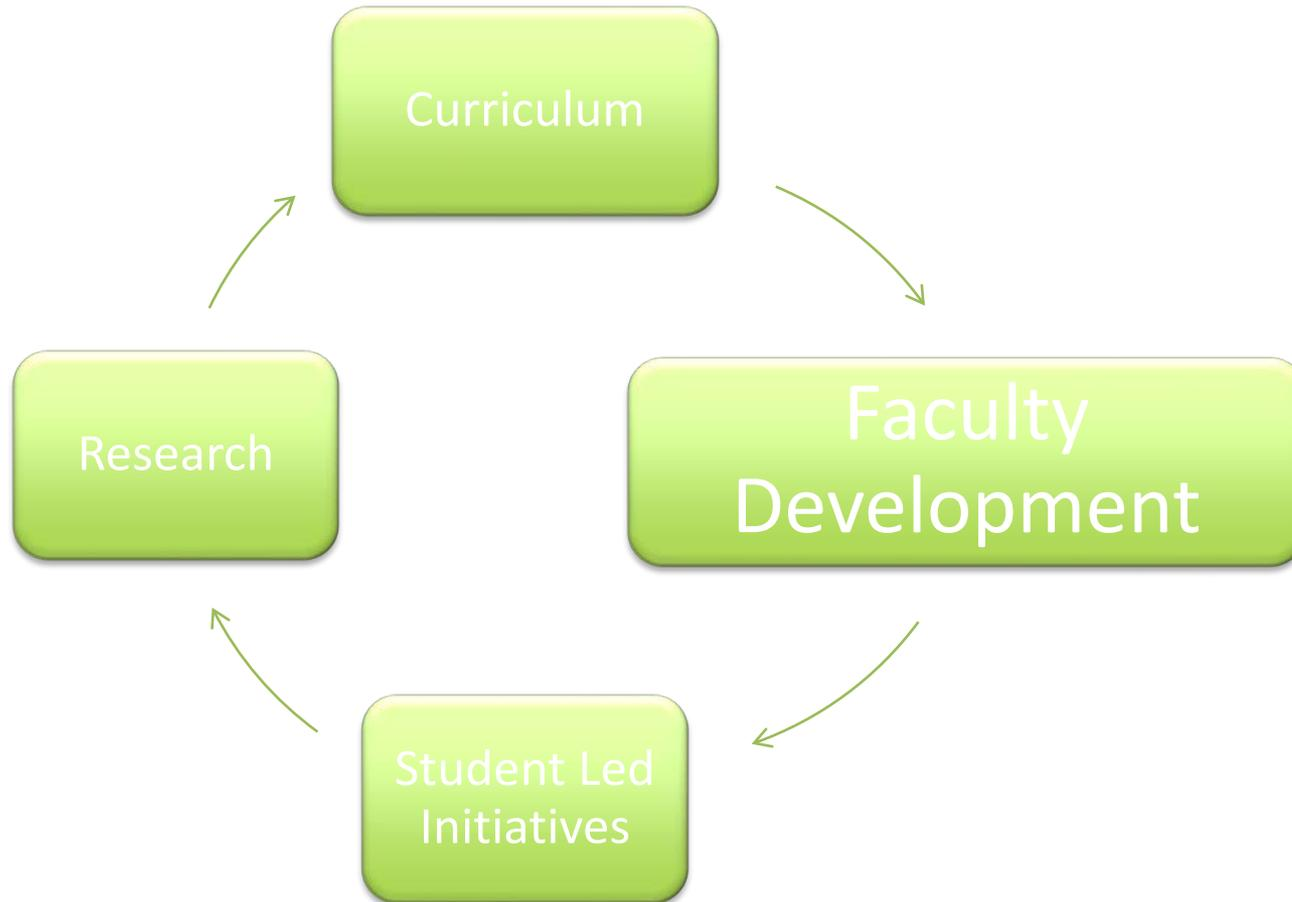 Curriculum
Faculty
Development
Student Led
Initiatives
Research